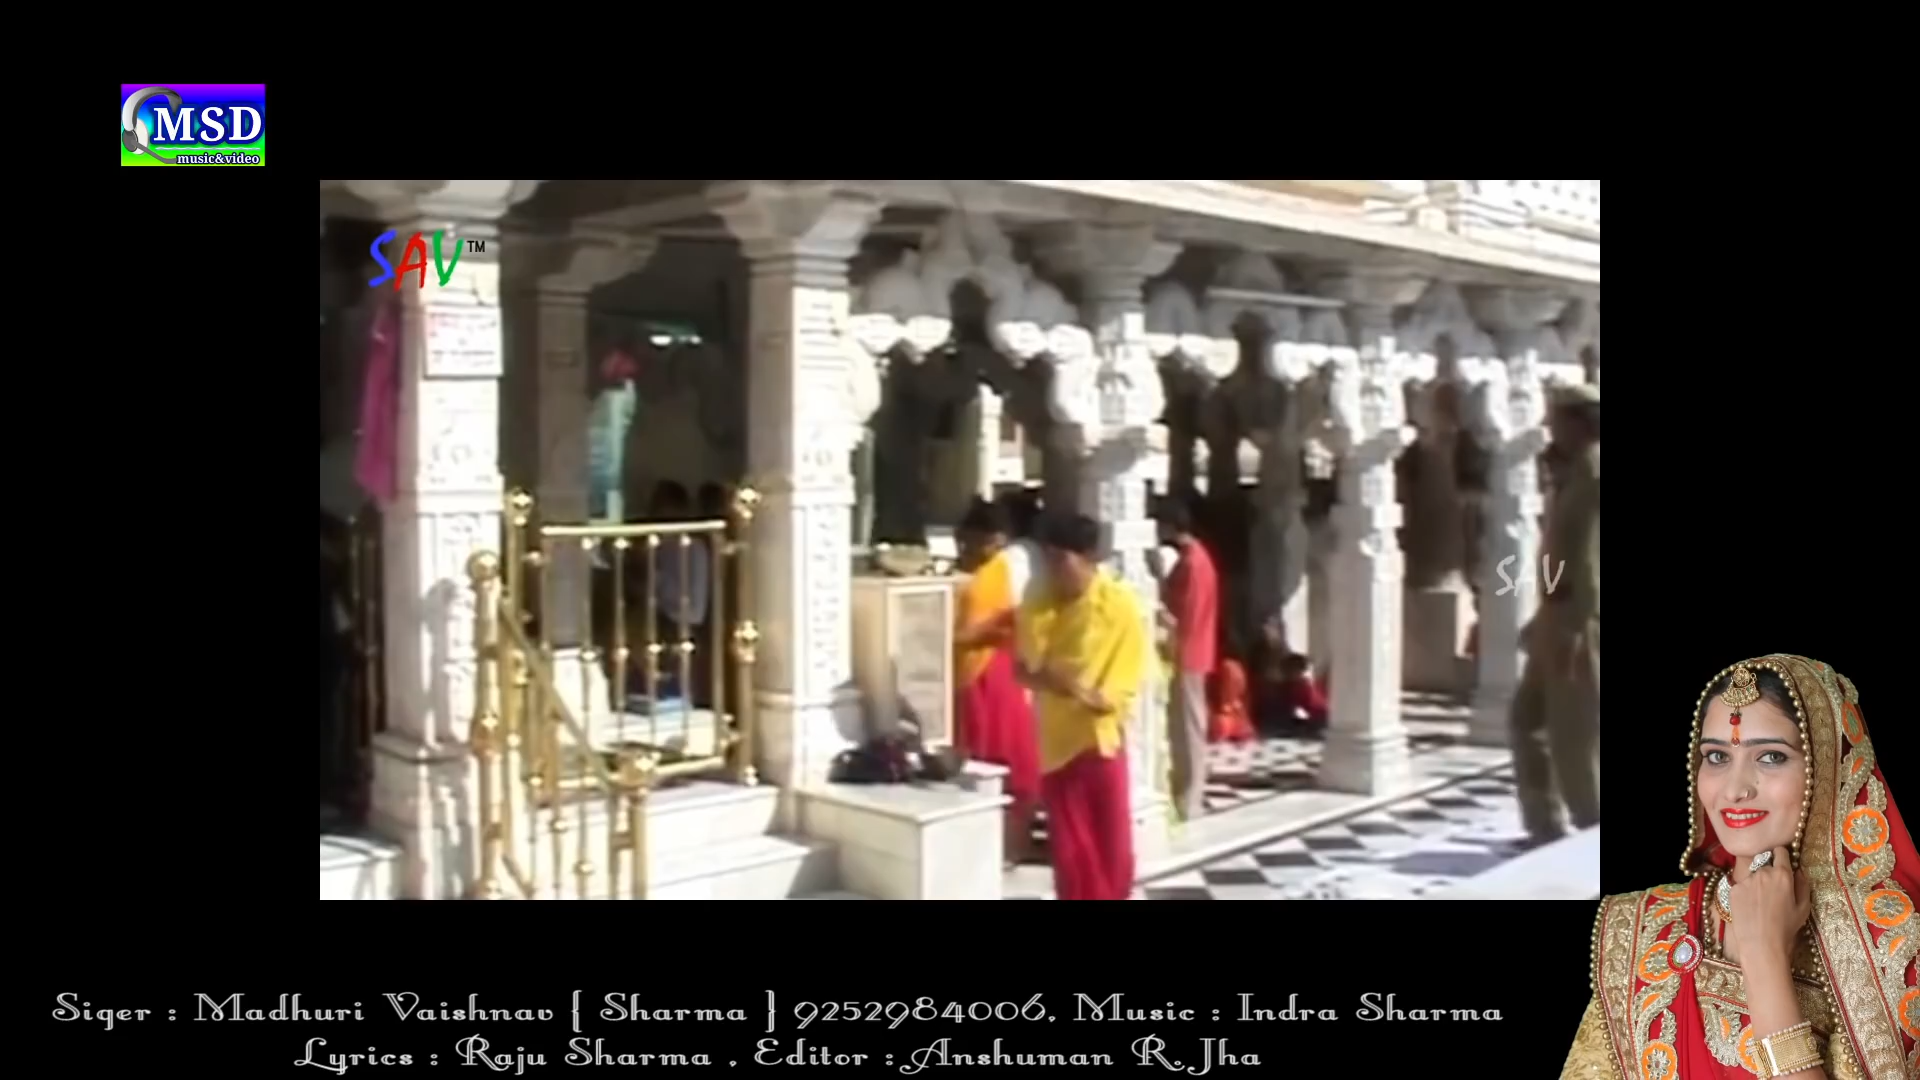 MSD
music&video
SAV™
SAV
Siger : Madhuri Vaishnav { Sharma } 9252984006, Music : Indra Sharma
Lyrics : Raju Sharma , Editor : Anshuman R. Jha